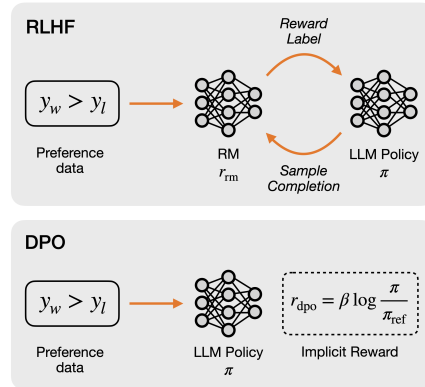 RLHF
Reward
Label
y_w > y_l
Preference
data
RM
r_rm
Sample
Completion
LLM Policy
π
DPO
y_w > y_l
Preference
data
LLM Policy
π
r_dpo = β log π / π_ref
Implicit Reward